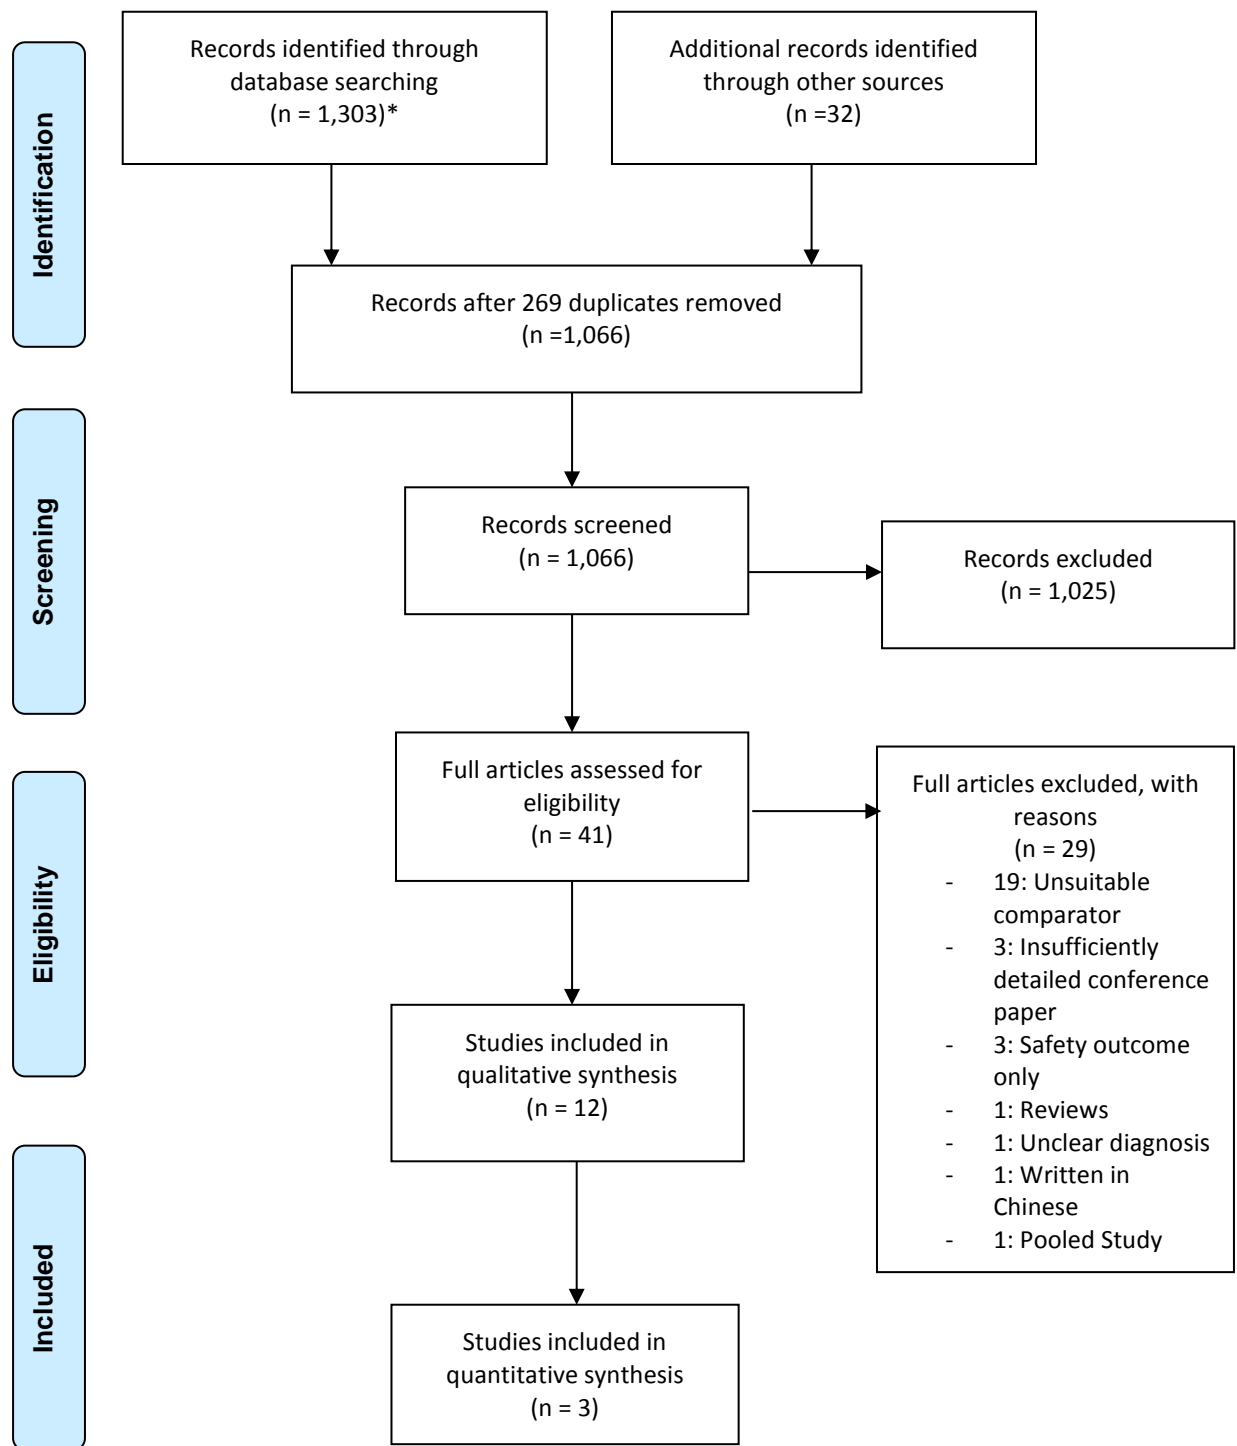 Identification
Records identified through
database searching
(n = 1,303)*
Additional records identified
through other sources
(n =32)
Records after 269 duplicates removed
(n =1,066)
Screening
Records screened
(n = 1,066)
Records excluded
(n = 1,025)
Eligibility
Full articles assessed for
eligibility
(n = 41)
Full articles excluded, with
reasons
(n = 29)
- 19: Unsuitable
comparator
- 3: Insufficiently
detailed conference
paper
- 3: Safety outcome
only
- 1: Reviews
- 1: Unclear diagnosis
- 1: Written in
Chinese
- 1: Pooled Study
Studies included in
qualitative synthesis
(n = 12)
Included
Studies included in
quantitative synthesis
(n = 3)